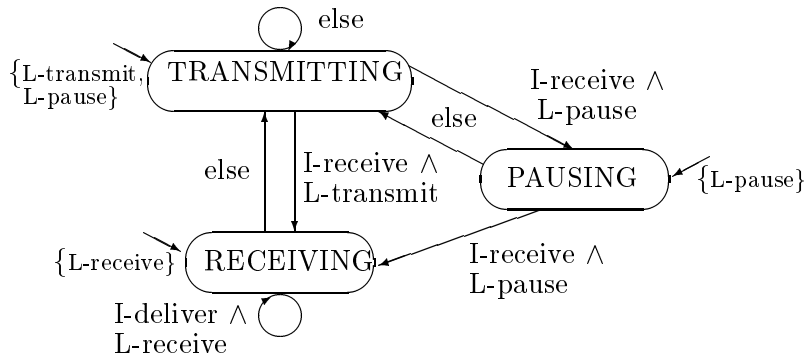 else
{L-transmit,
L-pause}
TRANSMITTING
I-receive ∧
L-pause
else
else
I-receive ∧
L-transmit
PAUSING
{L-pause}
{L-receive}
RECEIVING
I-receive ∧
L-pause
I-deliver ∧
L-receive